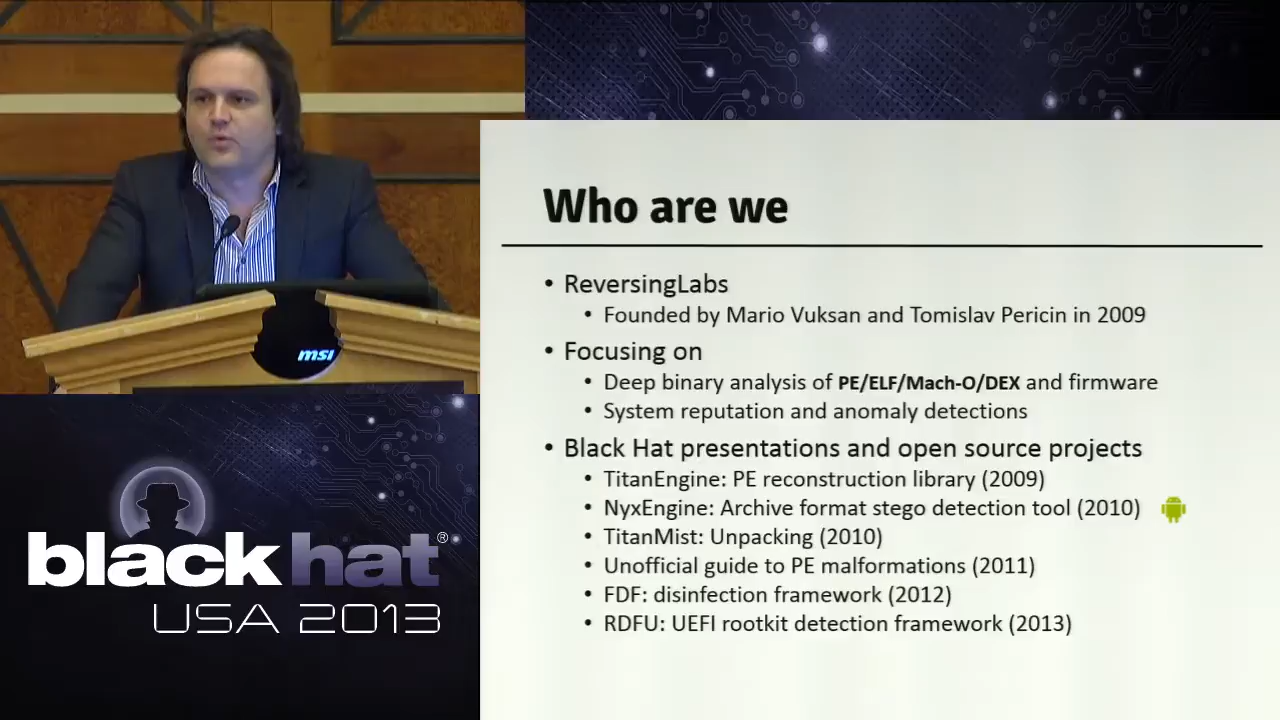 msi
blackhat®
USA 2013
Who are we
• ReversingLabs
• Founded by Mario Vuksan and Tomislav Pericin in 2009
• Focusing on
• Deep binary analysis of PE/ELF/Mach-O/DEX and firmware
• System reputation and anomaly detections
• Black Hat presentations and open source projects
• TitanEngine: PE reconstruction library (2009)
• NyxEngine: Archive format stego detection tool (2010)
• TitanMist: Unpacking (2010)
• Unofficial guide to PE malformations (2011)
• FDF: disinfection framework (2012)
• RDFU: UEFI rootkit detection framework (2013)